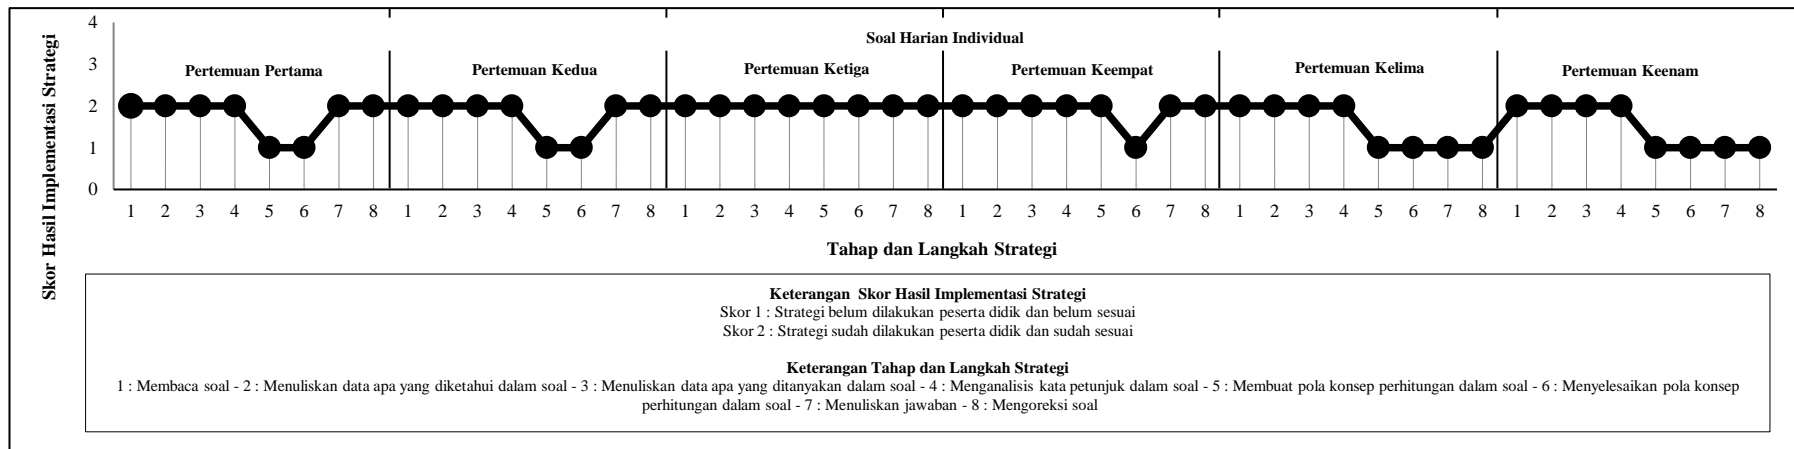 Soal Harian Individual
Pertemuan Pertama
Pertemuan Kedua
Pertemuan Ketiga
Pertemuan Keempat
Pertemuan Kelima
Pertemuan Keenam
Skor Hasil Implementasi Strategi
4
3
2
1
0
1 2 3 4 5 6 7 8 1 2 3 4 5 6 7 8 1 2 3 4 5 6 7 8 1 2 3 4 5 6 7 8 1 2 3 4 5 6 7 8 1 2 3 4 5 6 7 8
Tahap dan Langkah Strategi
Keterangan Skor Hasil Implementasi Strategi
Skor 1 : Strategi belum dilakukan peserta didik dan belum sesuai
Skor 2 : Strategi sudah dilakukan peserta didik dan sudah sesuai
Keterangan Tahap dan Langkah Strategi
1 : Membaca soal - 2 : Menuliskan data apa yang diketahui dalam soal - 3 : Menuliskan data apa yang ditanyakan dalam soal - 4 : Menganalisis kata petunjuk dalam soal - 5 : Membuat pola konsep perhitungan dalam soal - 6 : Menyelesaikan pola konsep
perhitungan dalam soal - 7 : Menuliskan jawaban - 8 : Mengoreksi soal